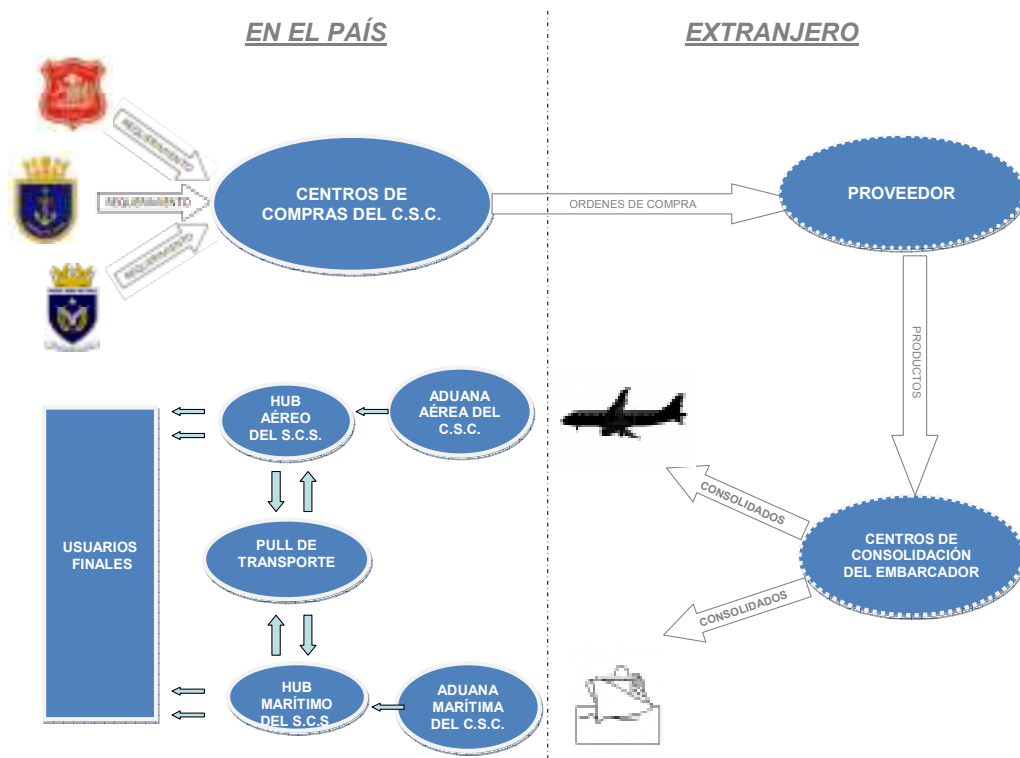 EN EL PAÍS
EXTRANJERO
REQUERIMIENTO
REQUERIMIENTO
REQUERIMIENTO
CENTROS DE
COMPRAS DEL C.S.C.
ORDENES DE COMPRA
PROVEEDOR
PRODUCTOS
CENTROS DE
CONSOLIDACIÓN
DEL EMBARCADOR
CONSOLIDADOS
CONSOLIDADOS
ADUANA
AÉREA DEL
C.S.C.
HUB
AÉREO
DEL S.C.S.
PULL DE
TRANSPORTE
USUARIOS
FINALES
HUB
MARÍTIMO
DEL S.C.S.
ADUANA
MARÍTIMA
DEL C.S.C.